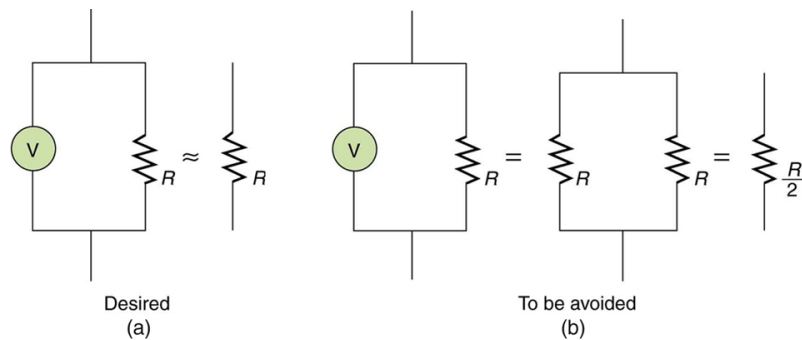 V R ≈ R V R = R R = R/2
Desired To be avoided
(a) (b)